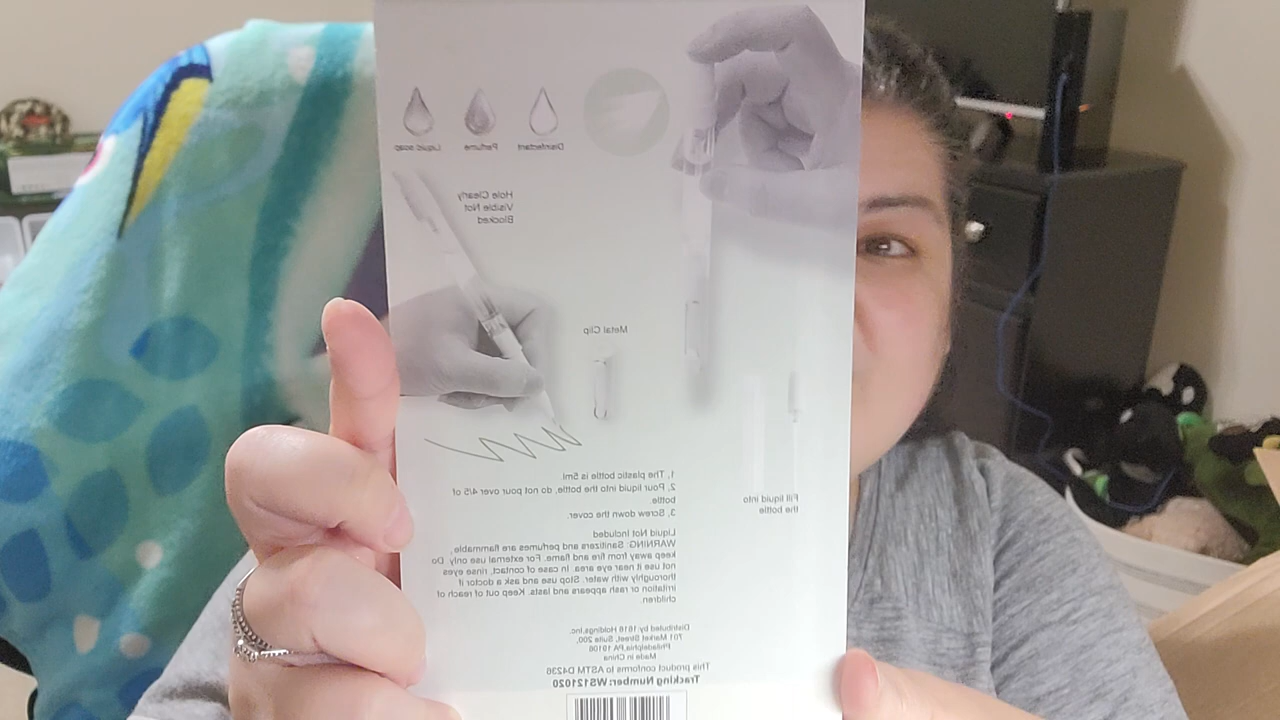 Disinfectant Perfume Liquid soap
Hole Clearly
Visible Not
Blocked
Metal Clip
Fill liquid into
the bottle
1. The plastic bottle is 5ml
2. Pour liquid into the bottle, do not pour over 4/5 of
bottle
3. Screw down the cover.
Liquid Not Included
WARNING: Sanitizers and perfumes are flammable,
keep away from fire and flame. For external use only. Do
not use it near eye area. In case of contact, rinse eyes
thoroughly with water. Stop use and ask a doctor if
irritation or rash appears and lasts. Keep out of reach of
children.
Distributed by:1616 Holdings,Inc.
701 Market Street, Suite 200,
Philadelphia,PA,19106
Made in China
This product conforms to ASTM D4236
Tracking Number:WS121020